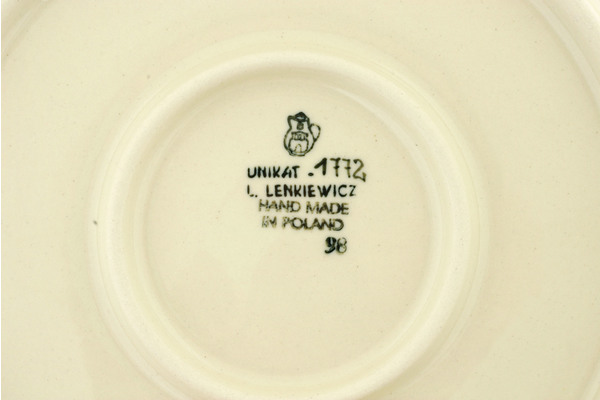 UNIKAT - 1772
L. LENKIEWICZ
HAND MADE
IN POLAND
98